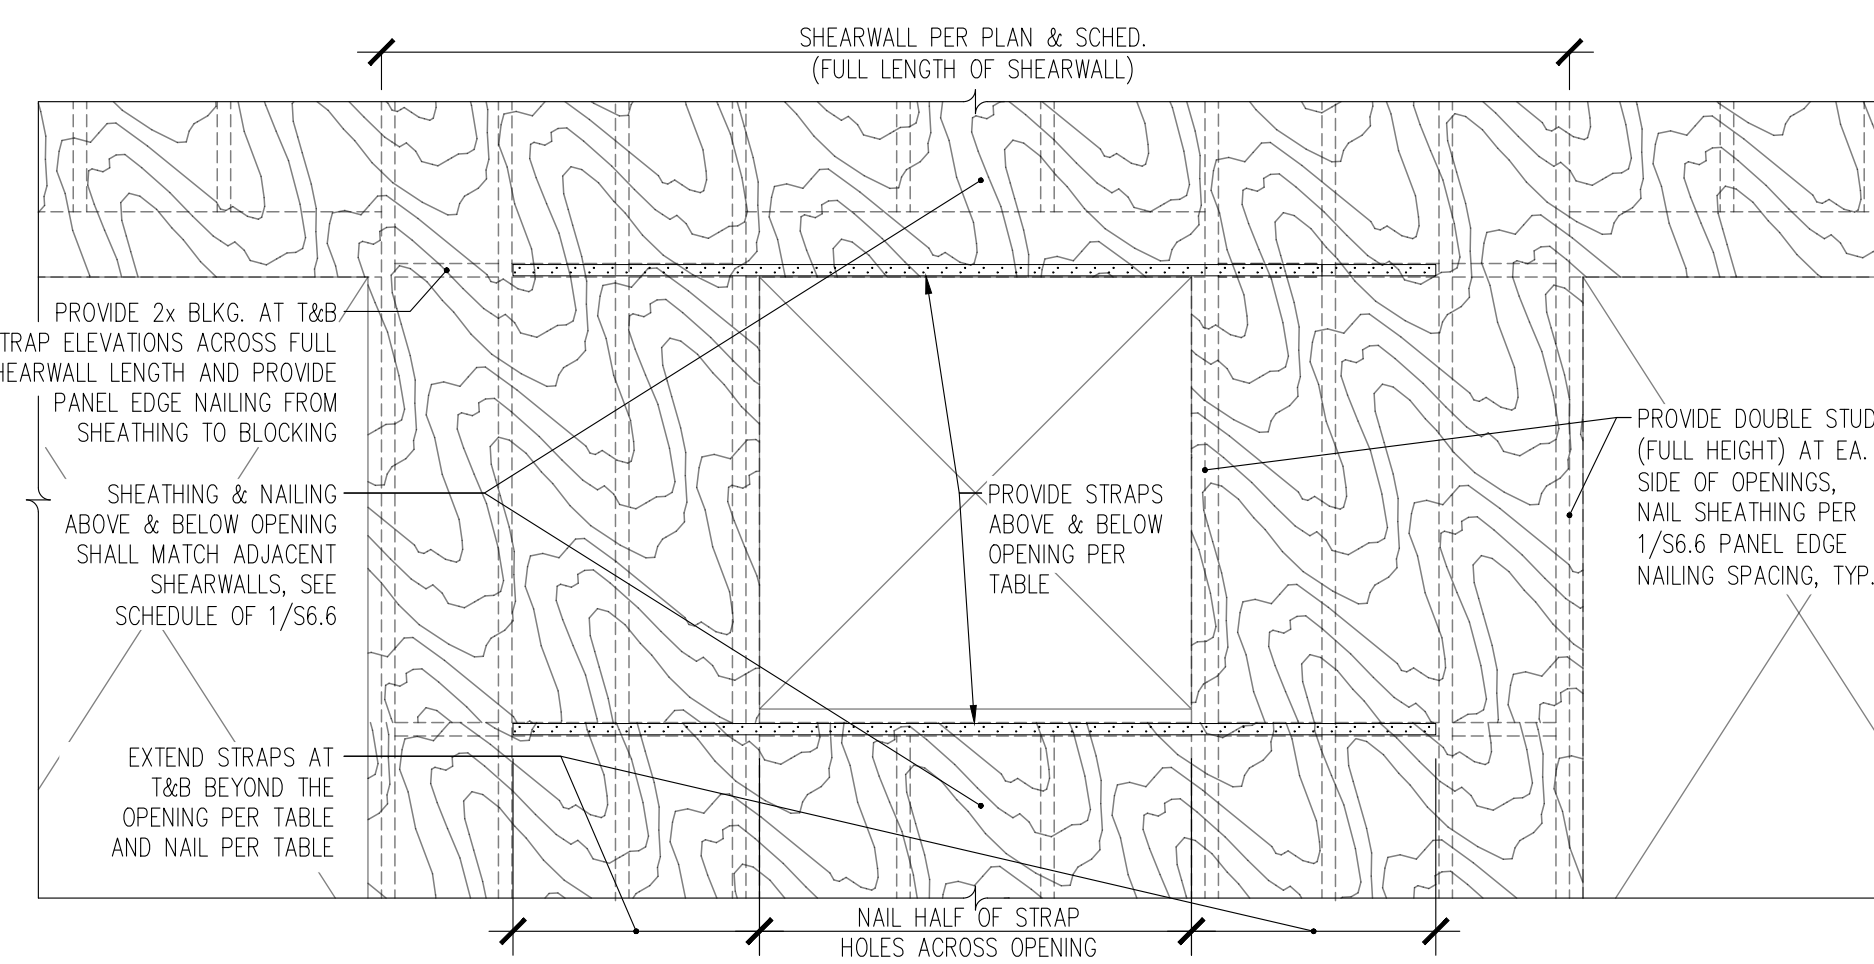 SHEARWALL PER PLAN & SCHED.
(FULL LENGTH OF SHEARWALL)
PROVIDE 2x BLKG. AT T&B
TRAP ELEVATIONS ACROSS FULL
HEARWALL LENGTH AND PROVIDE
PANEL EDGE NAILING FROM
SHEATHING TO BLOCKING
SHEATHING & NAILING
ABOVE & BELOW OPENING
SHALL MATCH ADJACENT
SHEARWALLS, SEE
SCHEDULE OF 1/S6.6
EXTEND STRAPS AT
T&B BEYOND THE
OPENING PER TABLE
AND NAIL PER TABLE
PROVIDE STRAPS
ABOVE & BELOW
OPENING PER
TABLE
PROVIDE DOUBLE STUD
(FULL HEIGHT) AT EA.
SIDE OF OPENINGS,
NAIL SHEATHING PER
1/S6.6 PANEL EDGE
NAILING SPACING, TYP.
NAIL HALF OF STRAP
HOLES ACROSS OPENING